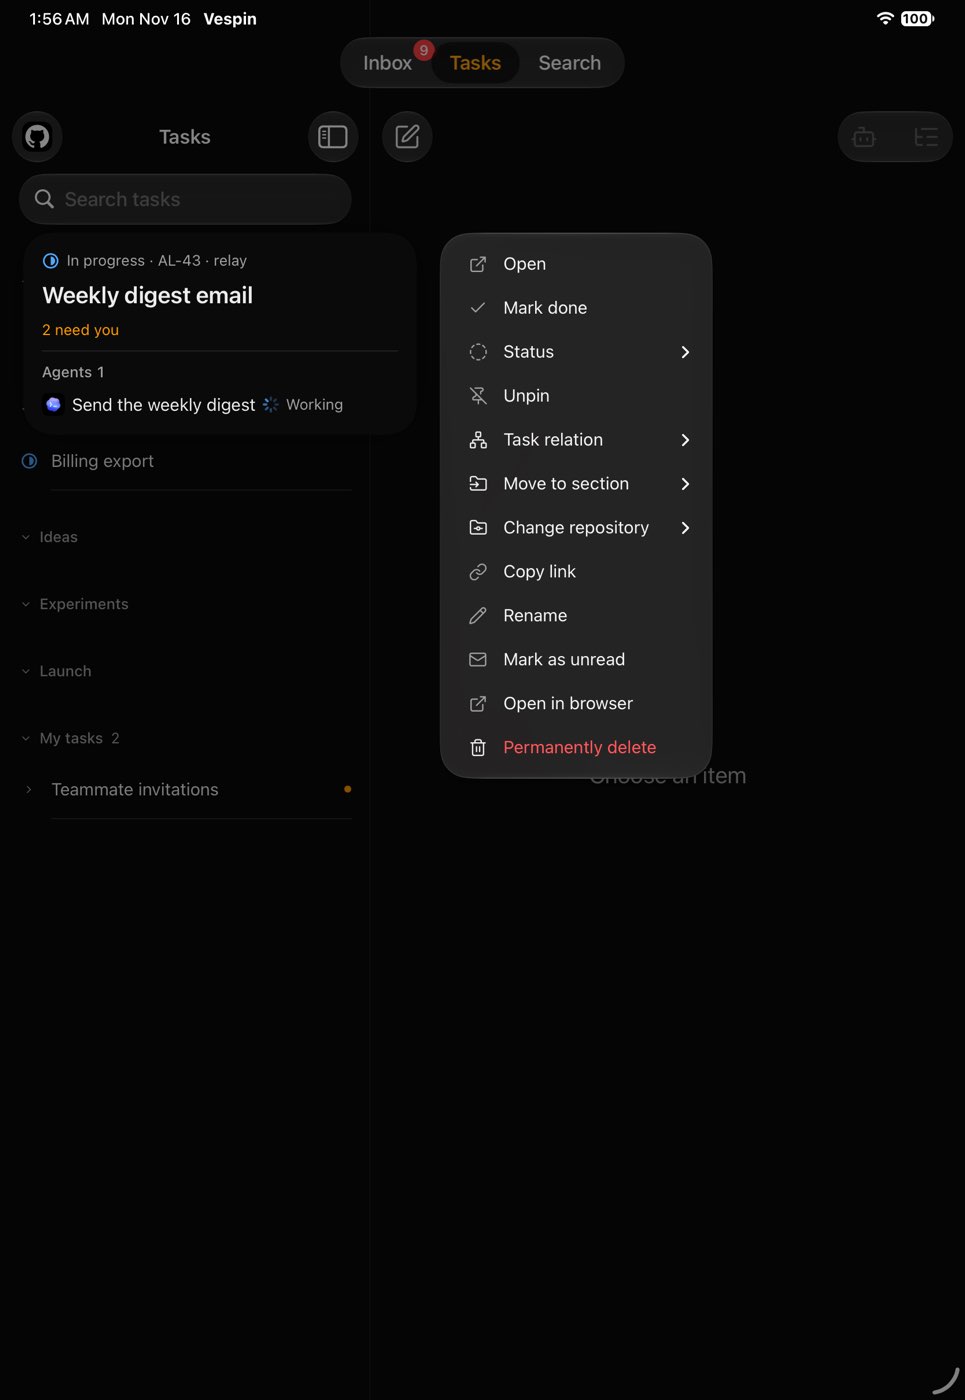 1:56 AM Mon Nov 16 Vespin
100
Inbox 9 Tasks Search
Tasks
Search tasks
In progress · AL-43 · relay
Weekly digest email
2 need you
Agents 1
Send the weekly digest Working
Billing export
Ideas
Experiments
Launch
My tasks 2
Teammate invitations
Open
Mark done
Status
Unpin
Task relation
Move to section
Change repository
Copy link
Rename
Mark as unread
Open in browser
Permanently delete
Choose an item